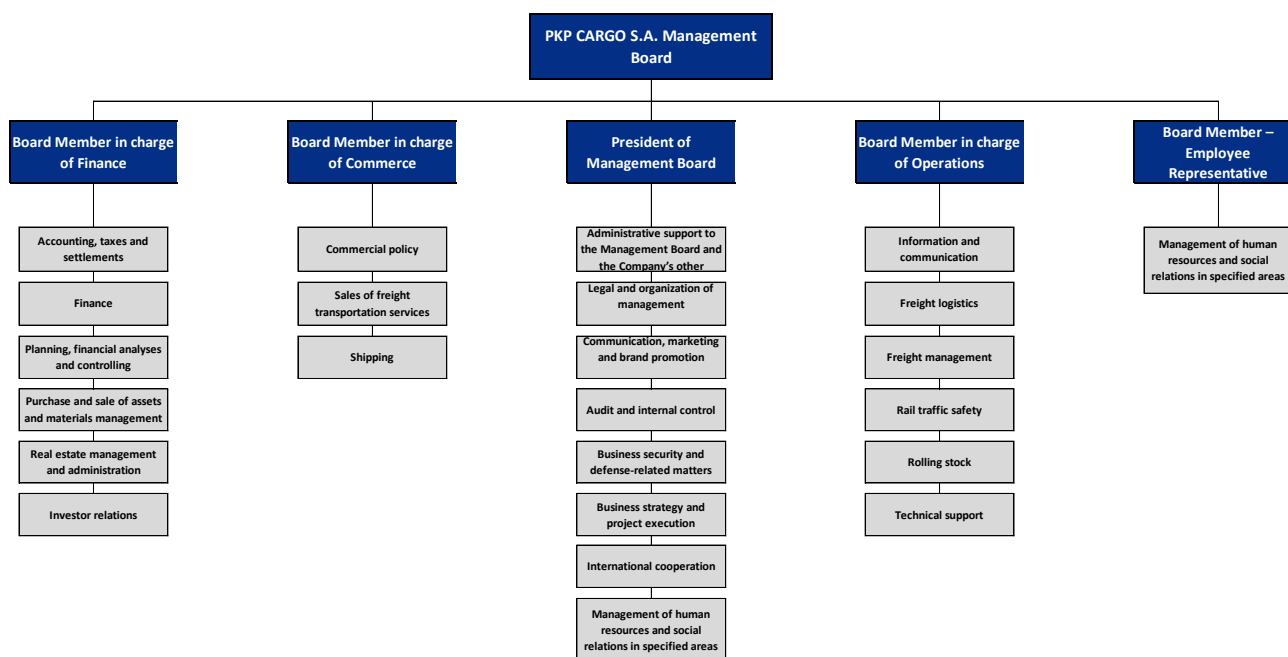 PKP CARGO S.A. Management
Board
Board Member in charge
of Finance
Accounting, taxes and
settlements
Finance
Planning, financial analyses
and controlling
Purchase and sale of assets
and materials management
Real estate management
and administration
Investor relations
Board Member in charge
of Commerce
Commercial policy
Sales of freight
transportation services
Shipping
President of
Management Board
Administrative support to
the Management Board and
the Company's other
Legal and organization of
management
Communication, marketing
and brand promotion
Audit and internal control
Business security and
defense-related matters
Business strategy and
project execution
International cooperation
Management of human
resources and social
relations in specified areas
Board Member in charge
of Operations
Information and
communication
Freight logistics
Freight management
Rail traffic safety
Rolling stock
Technical support
Board Member –
Employee
Representative
Management of human
resources and social
relations in specified areas